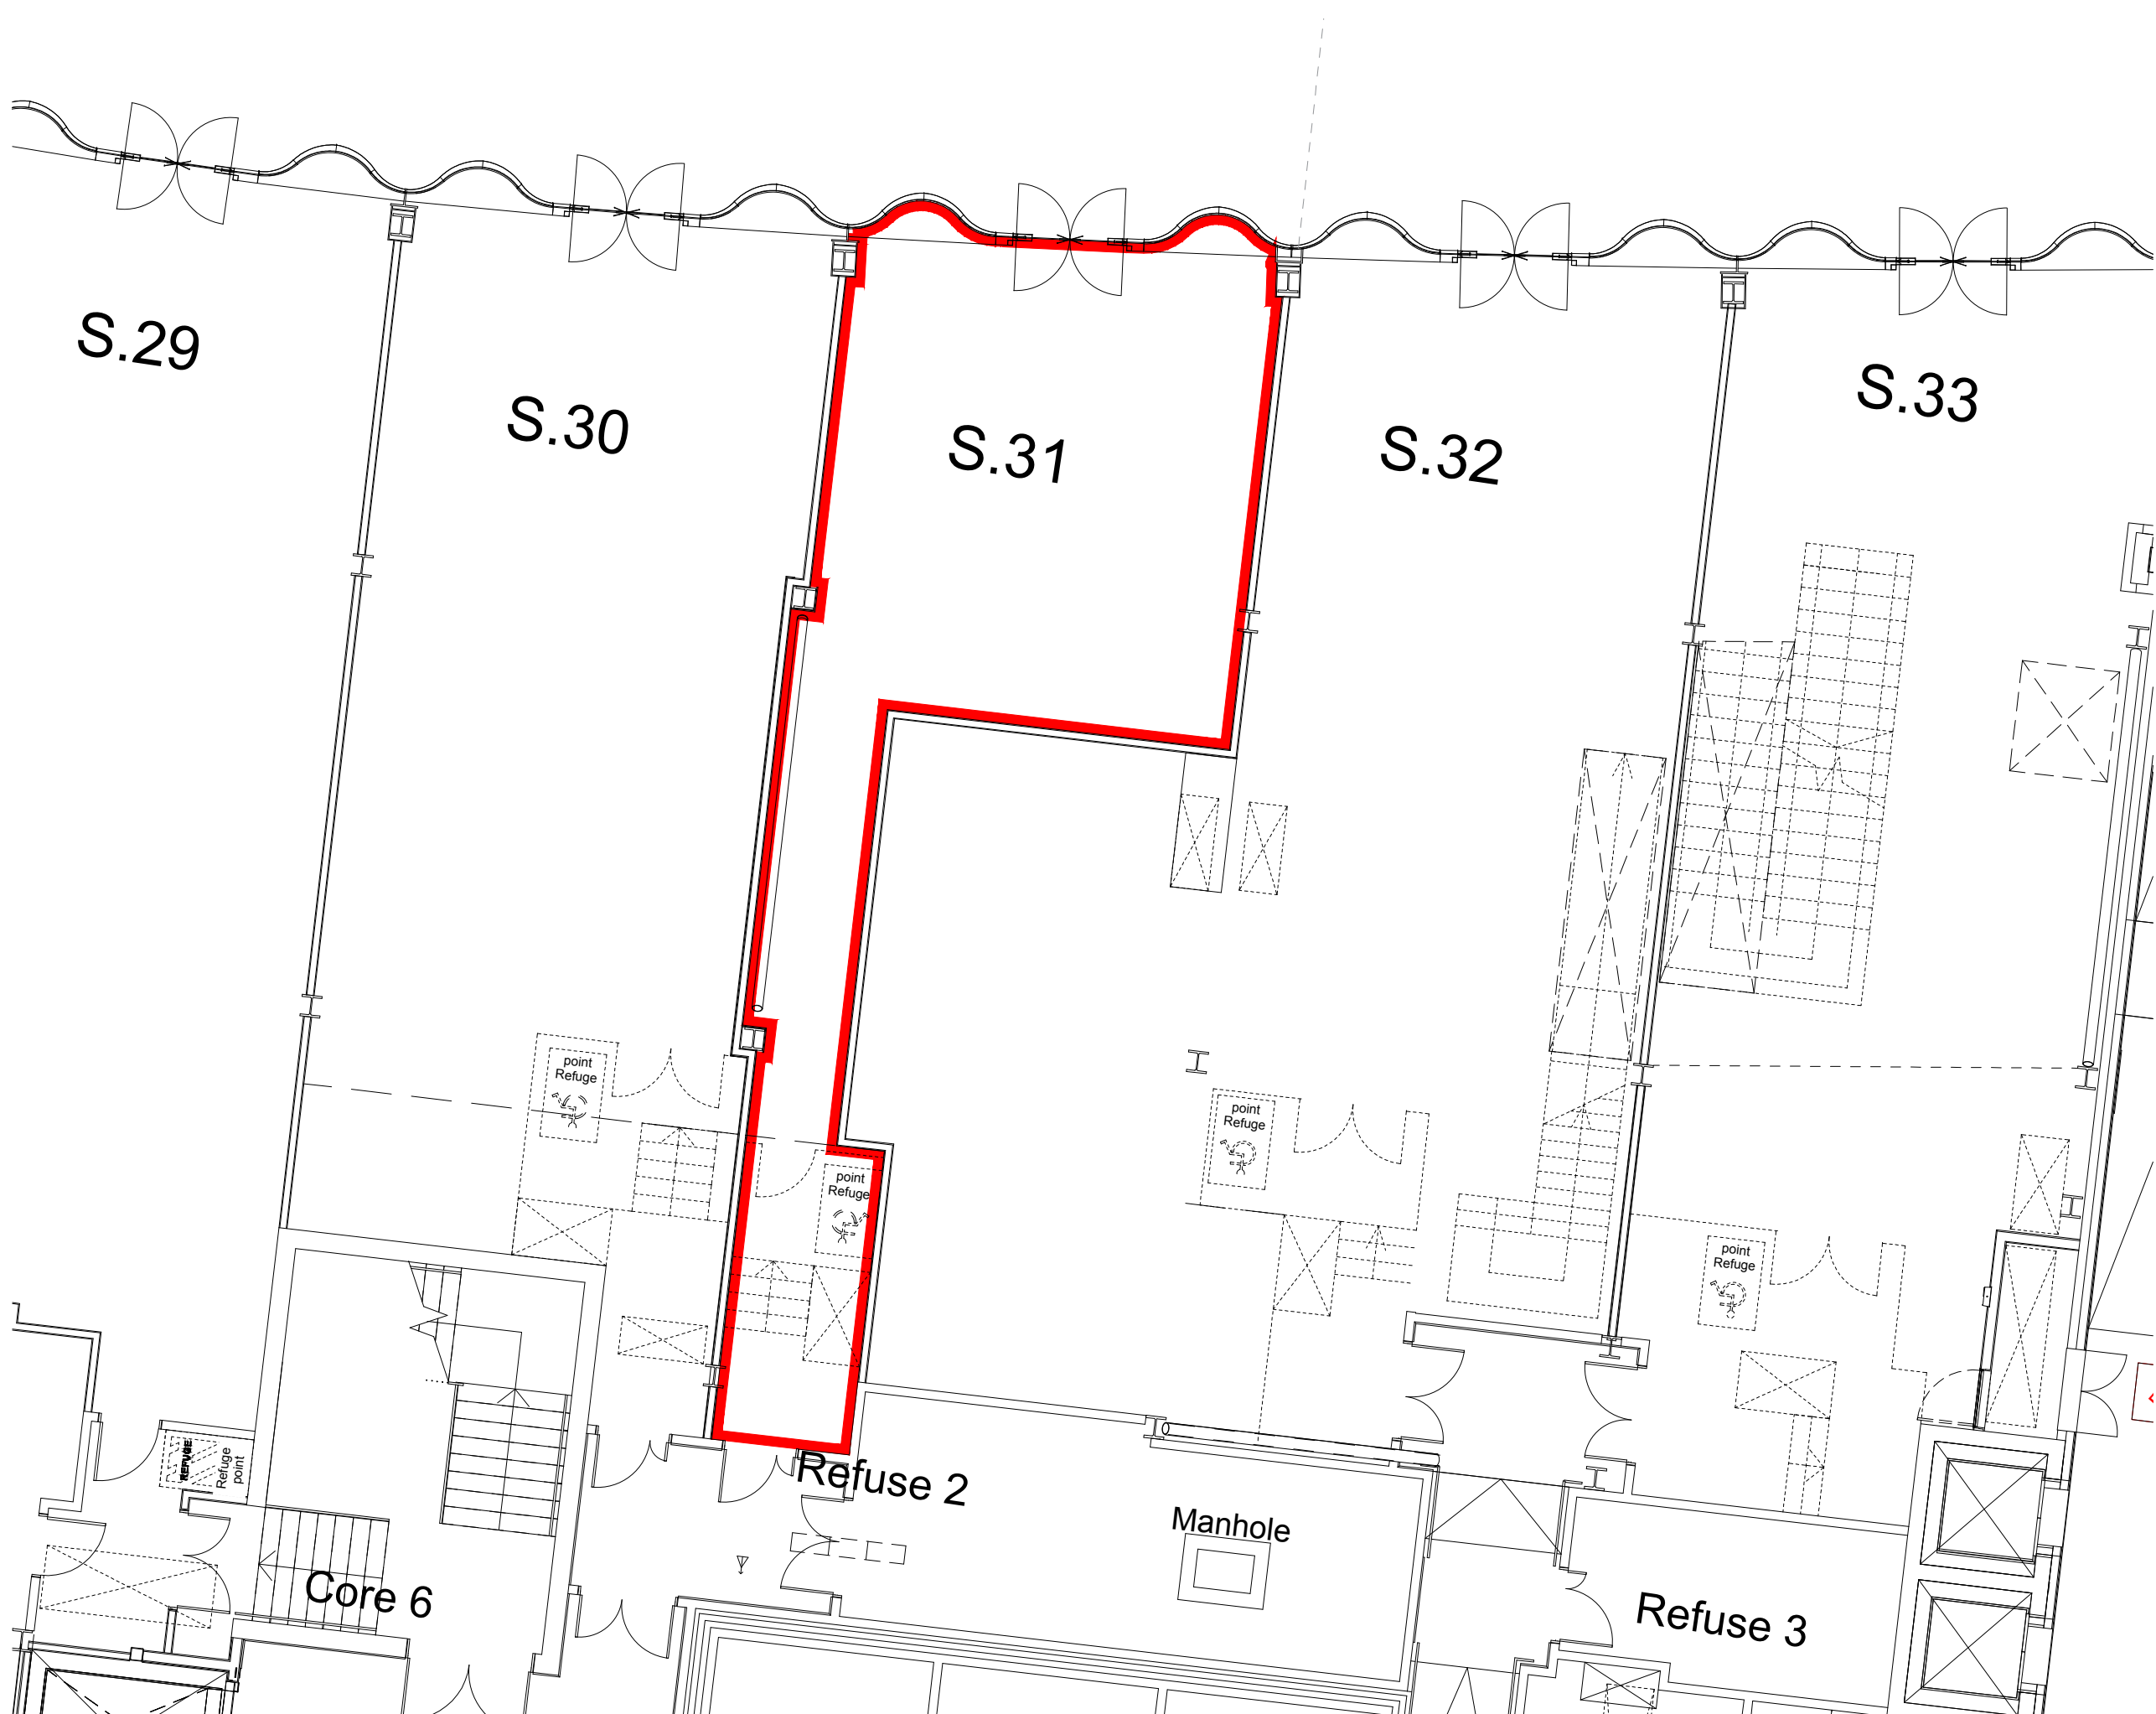 S.29
S.30
S.31
S.32
S.33
point
Refuge
point
Refuge
point
Refuge
point
Refuge
REFUGE
Refuge
point
Refuse 2
Manhole
Core 6
Refuse 3